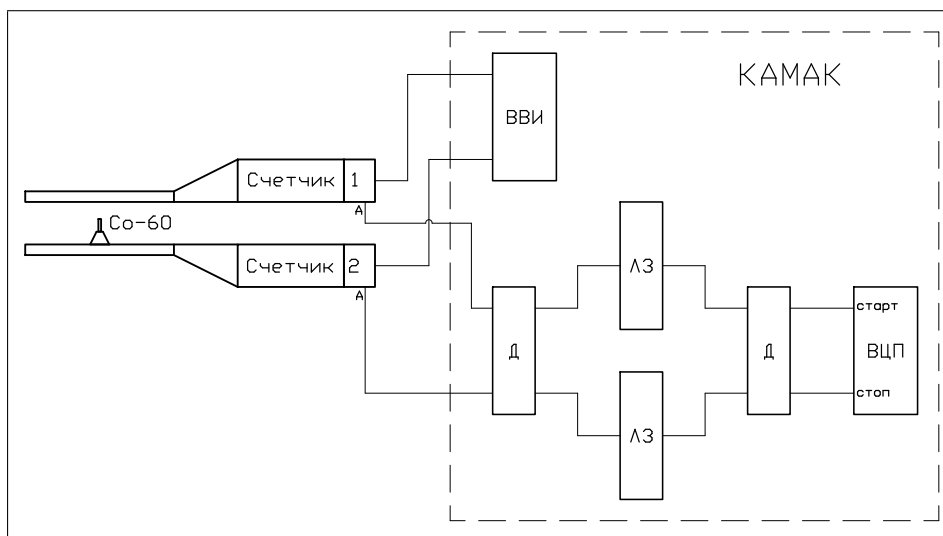 КАМАК
ВВИ
Счетчик 1
А
Со-60
Счетчик 2
А
ЛЗ
Д
Д
старт
ВЦП
стоп
ЛЗ